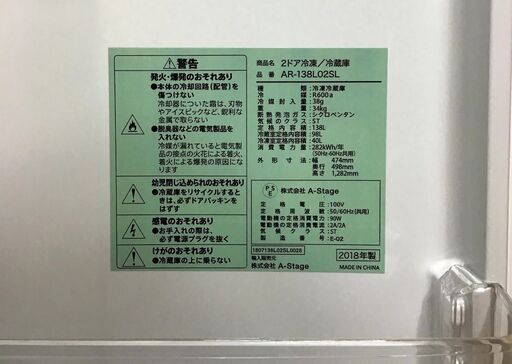 ⚠警告
発火・爆発のおそれあり
●本体の冷却回路(配管)を
傷つけない
冷却器についた霜は、刃物
やアイスピックなど、鋭利な
金属で取らない
●脱臭器などの電気製品を
入れない
冷媒が漏れていると電気製
品の接点の火花による着火、
着火・爆発の原因になります
幼児閉じ込められのおそれあり
●冷蔵庫をリサイクルするとき
は、必ずドアパッキンを
はずす
感電のおそれあり
●お手入れの際は、
必ず電源プラグを抜く
けがのおそれあり
●冷蔵庫の上に乗らない
商品名 2ドア冷凍／冷蔵庫
品番 AR-138L02SL
種類:冷凍冷蔵庫
冷媒:R600a
冷媒封入量:38g
重量:34kg
断熱発泡ガス:シクロペンタン
気候のクラス:ST
定格内容積:138L
冷蔵室定格内容積:98L
冷凍室定格内容積:40L
消費電力量:282kWh/年
(50Hz·60Hz共用)
外形寸法:幅 474mm
奥行 498mm
高さ 1,282mm
PSE 株式会社 A-Stage
定格電圧:100V
定格周波数:50/60Hz(共用)
電動機の定格消費電力:90W
電動機の定格消費電流:2A/2A
気候クラス:ST
製造番号:E-02
1807138L02SL0028
輸入販売元
株式会社 A-Stage
2018年製
MADE IN CHINA